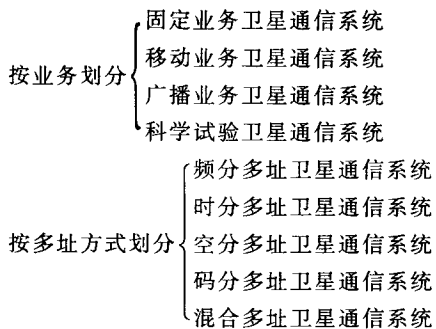 按业务划分
固定业务卫星通信系统
移动业务卫星通信系统
广播业务卫星通信系统
科学试验卫星通信系统
按多址方式划分
频分多址卫星通信系统
时分多址卫星通信系统
空分多址卫星通信系统
码分多址卫星通信系统
混合多址卫星通信系统